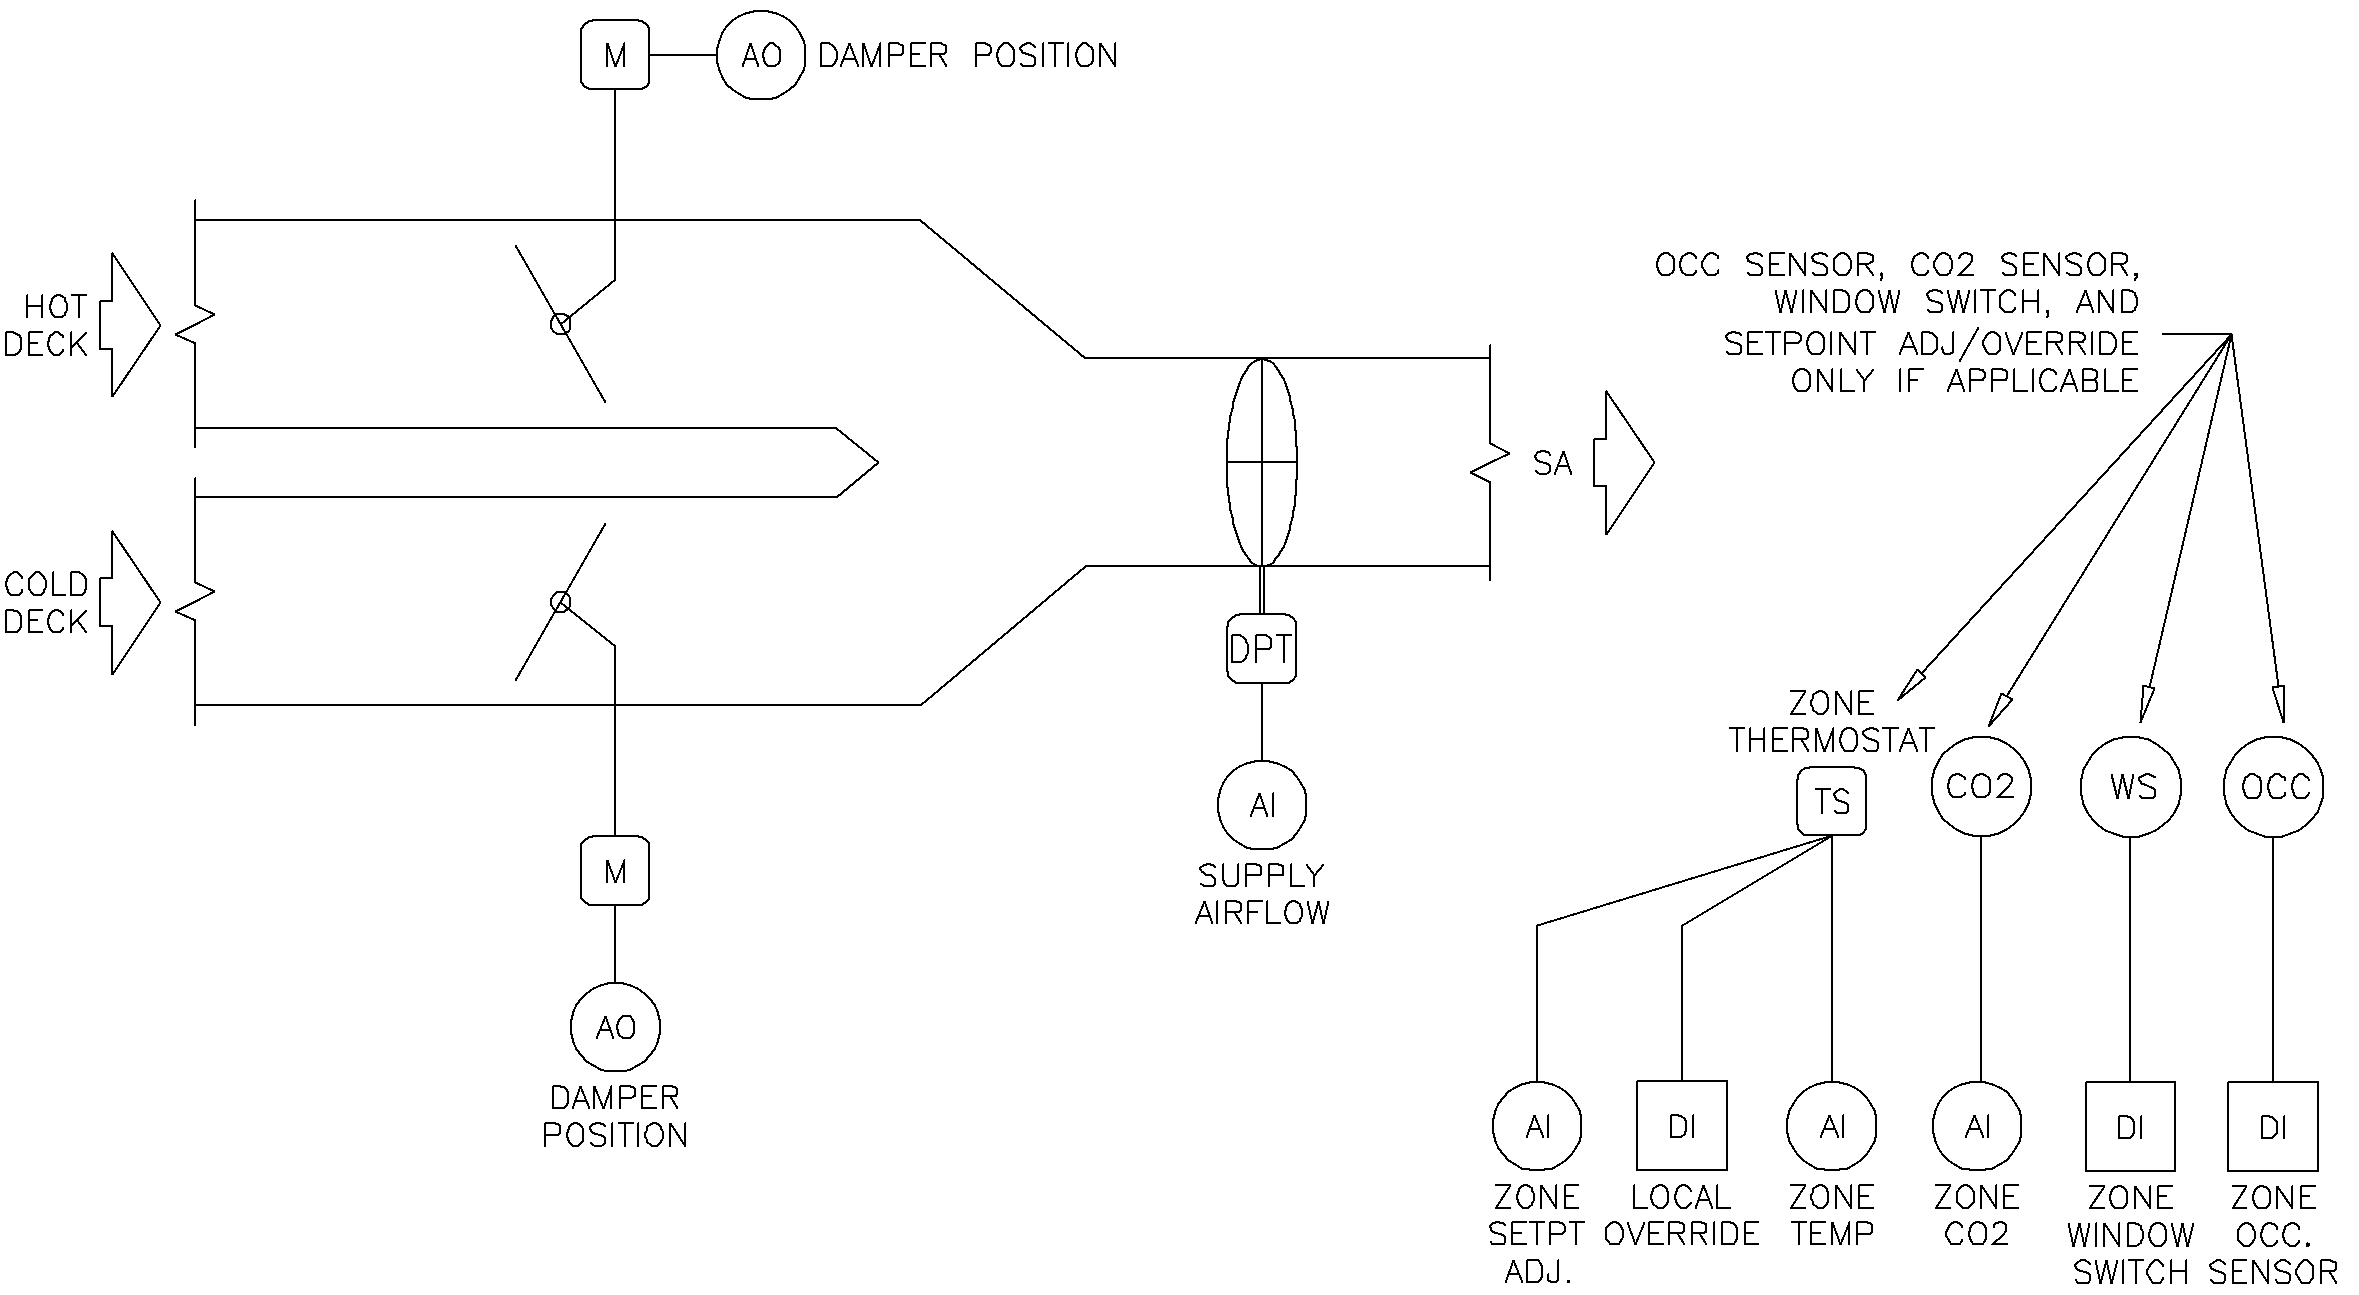 M
AO
DAMPER POSITION
HOT
DECK
COLD
DECK
OCC SENSOR, CO2 SENSOR,
WINDOW SWITCH, AND
SETPOINT ADJ/OVERRIDE
ONLY IF APPLICABLE
SA
DPT
AI
SUPPLY
AIRFLOW
M
AO
DAMPER
POSITION
ZONE
THERMOSTAT
TS
CO2
WS
OCC
AI
ZONE
SETPT
ADJ.
DI
LOCAL
OVERRIDE
AI
ZONE
TEMP
AI
ZONE
CO2
DI
ZONE
WINDOW
SWITCH
DI
ZONE
OCC.
SENSOR